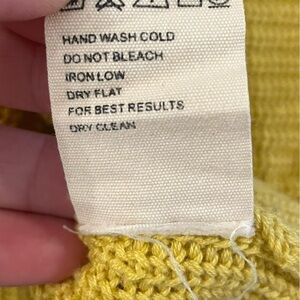 HAND WASH COLD
DO NOT BLEACH
IRON LOW
DRY FLAT
FOR BEST RESULTS
DRY CLEAN